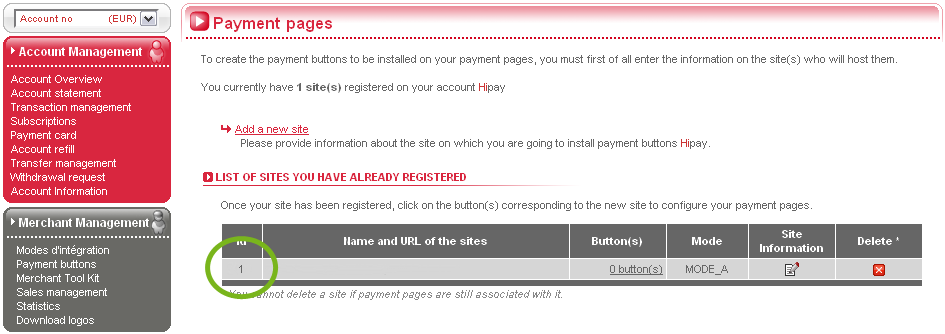 Account no (EUR)
Account Management
Account Overview
Account statement
Transaction management
Subscriptions
Payment card
Account refill
Transfer management
Withdrawal request
Account Information
Merchant Management
Modes d'intégration
Payment buttons
Merchant Tool Kit
Sales management
Statistics
Download logos
Payment pages
To create the payment buttons to be installed on your payment pages, you must first of all enter the information on the site(s) who will host them.
You currently have 1 site(s) registered on your account Hipay
Add a new site
Please provide information about the site on which you are going to install payment buttons Hipay.
LIST OF SITES YOU HAVE ALREADY REGISTERED
Once your site has been registered, click on the button(s) corresponding to the new site to configure your payment pages.
Id Name and URL of the sites Button(s) Mode Site Information Delete *
1 0 button(s) MODE_A
* You cannot delete a site if payment pages are still associated with it.